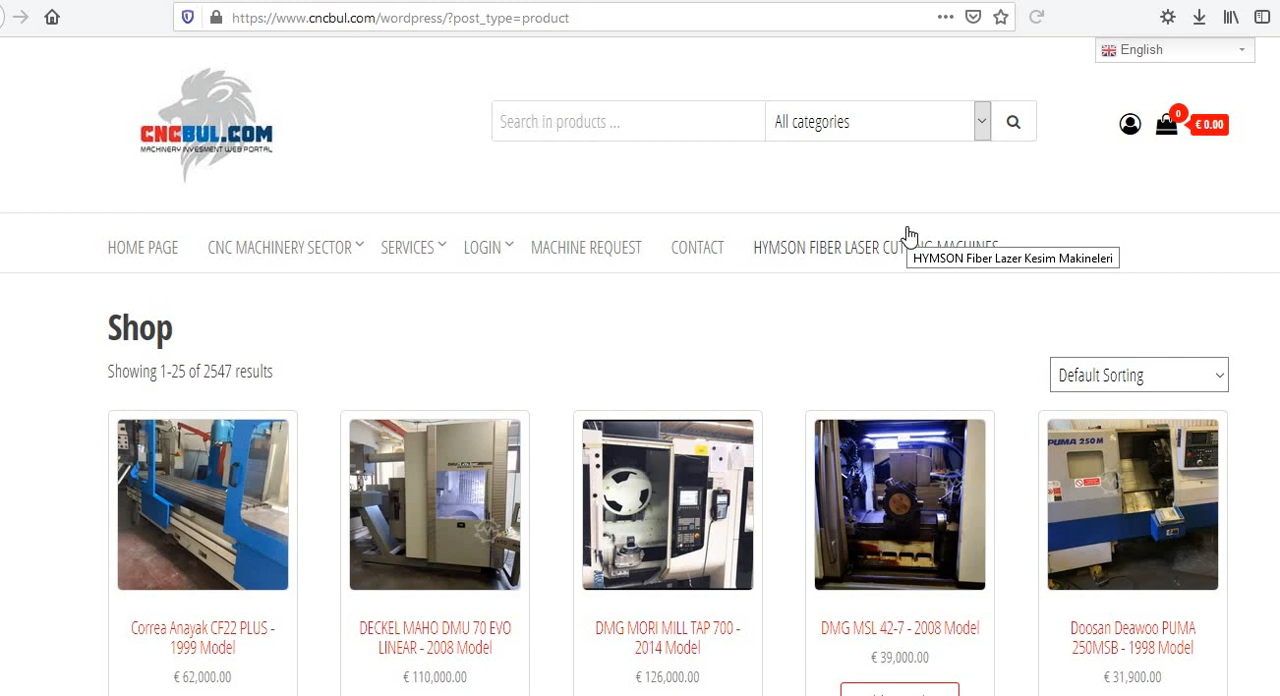 https://www.cncbul.com/wordpress/?post_type=product
English
CNCBUL.COM
MACHINERY INVESMENT WEB PORTAL
Search in products ...
All categories
0
€ 0.00
HOME PAGE
CNC MACHINERY SECTOR
SERVICES
LOGIN
MACHINE REQUEST
CONTACT
HYMSON FIBER LASER CUTTING MACHINES
HYMSON Fiber Lazer Kesim Makineleri
Shop
Showing 1-25 of 2547 results
Default Sorting
PUMA 250M
Correa Anayak CF22 PLUS -
1999 Model
€ 62,000.00
DECKEL MAHO DMU 70 EVO
LINEAR - 2008 Model
€ 110,000.00
DMG MORI MILL TAP 700 -
2014 Model
€ 126,000.00
DMG MSL 42-7 - 2008 Model
€ 39,000.00
Doosan Deawoo PUMA
250MSB - 1998 Model
€ 31,900.00